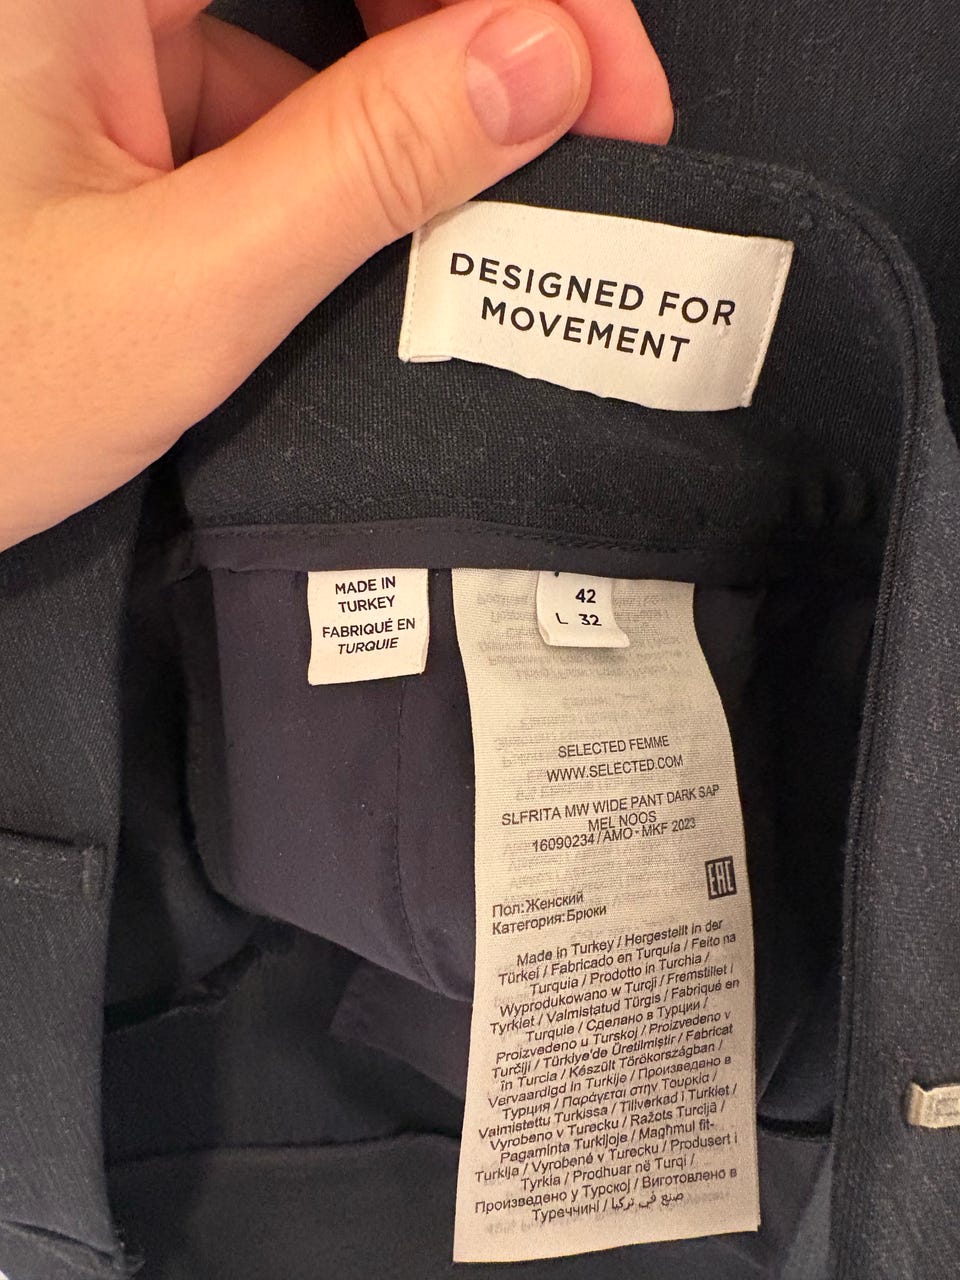 DESIGNED FOR
MOVEMENT
MADE IN
TURKEY
FABRIQUÉ EN
TURQUIE
42
L 32
SELECTED FEMME
WWW.SELECTED.COM
SLFRITA MW WIDE PANT DARK SAP
MEL NOOS
16090234 / AMO - MKF 2023
EAC
Пол:Женский
Категория:Брюки
Made in Turkey / Hergestellt in der
Türkei / Fabricado en Turquía / Feito na
Turquia / Prodotto in Turchia /
Wyprodukowano w Turcji / Fremstillet i
Tyrkiet / Valmistatud Türgis / Fabriqué en
Turquie / Сделано в Турции /
Proizvedeno u Turskoj / Proizvedeno v
Turčiji / Türkiye'de Üretilmiştir / Fabricat
în Turcia / Készült Törökországban /
Vervaardigd in Turkije / Произведено в
Турция / Παράγεται στην Τουρκία /
Valmistettu Turkissa / Tillverkad i Turkiet /
Vyrobeno v Turecku / Ražots Turcijā /
Pagaminta Turkijoje / Maghmul fit-
Turkija / Vyrobené v Turecku / Produsert i
Tyrkia / Prodhuar në Turqi /
Произведено у Турској / Виготовлено в
Туреччині / صنع في تركيا